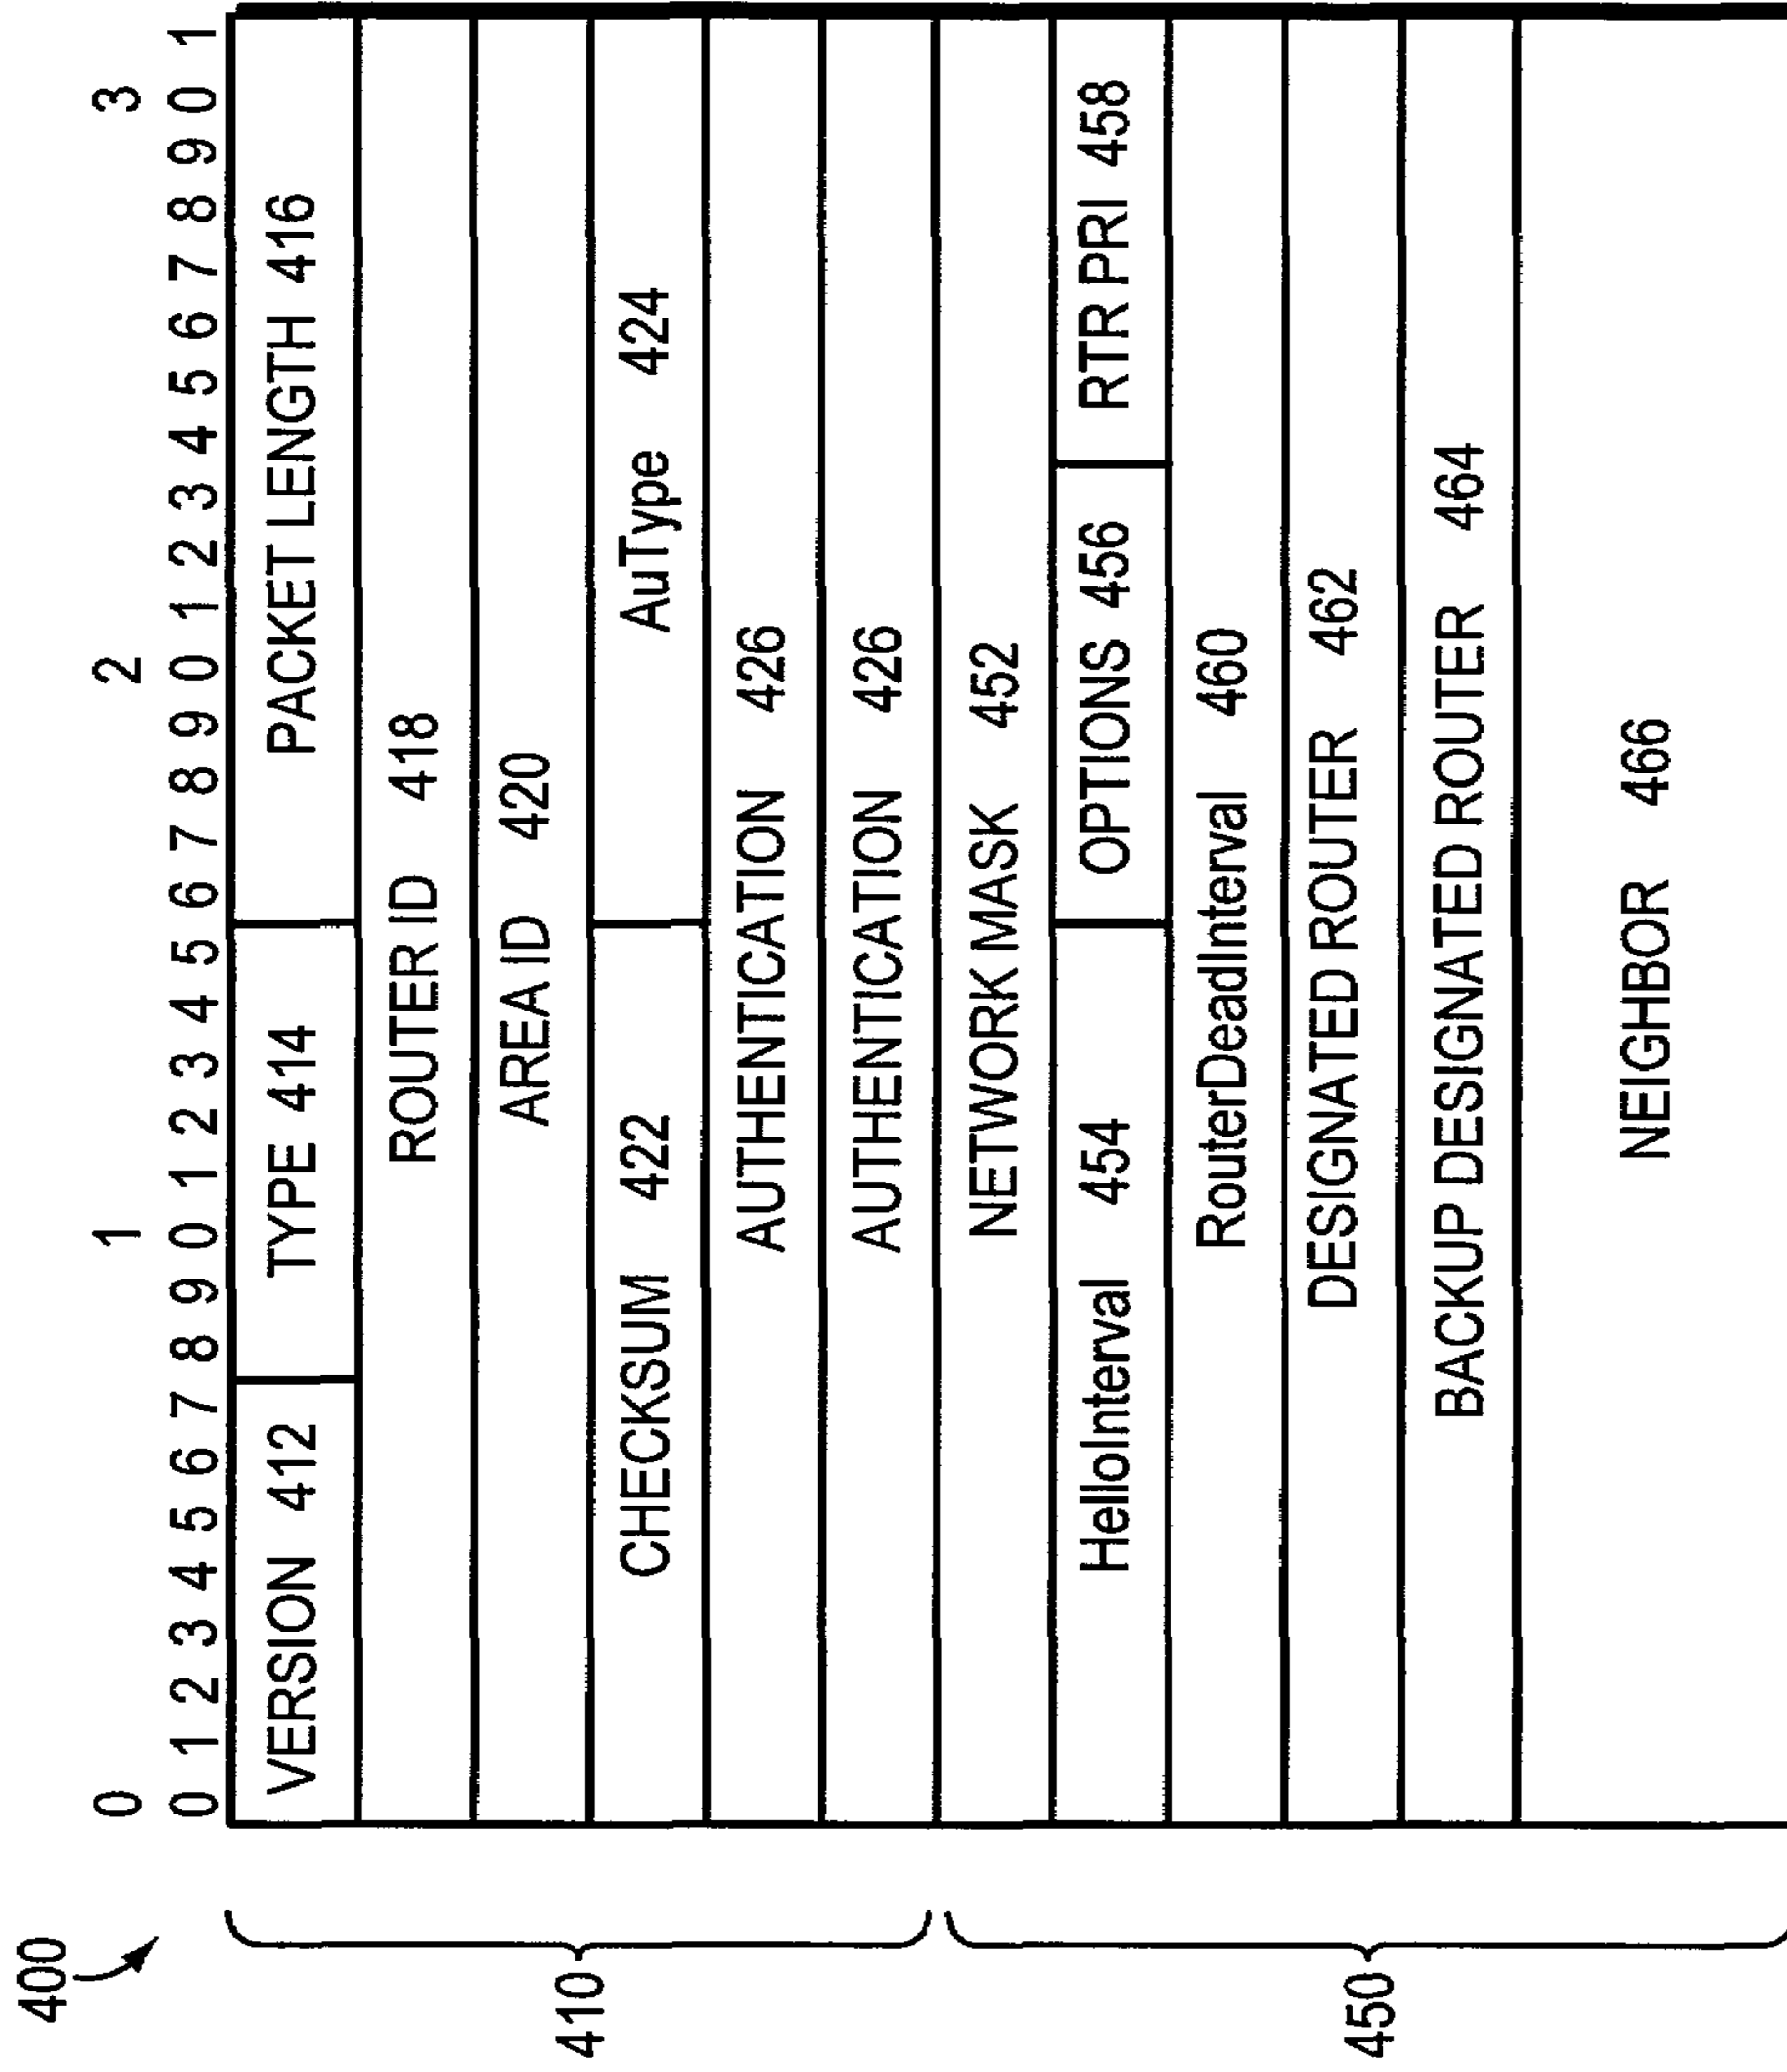 400
0 1 2 3
0 1 2 3 4 5 6 7 8 9 0 1 2 3 4 5 6 7 8 9 0 1 2 3 4 5 6 7 8 9 0 1
VERSION 412 TYPE 414 PACKET LENGTH 416
ROUTER ID 418
AREA ID 420
410
CHECKSUM 422 AuType 424
AUTHENTICATION 426
AUTHENTICATION 426
NETWORK MASK 452
HelloInterval 454 OPTIONS 456 RTR PRI 458
RouterDeadInterval 460
DESIGNATED ROUTER 462
450
BACKUP DESIGNATED ROUTER 464
NEIGHBOR 466